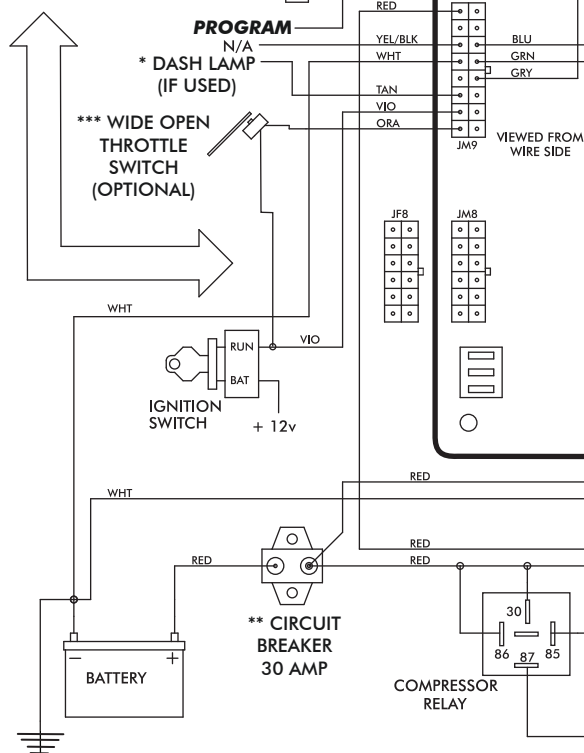 RED
PROGRAM
N/A
YEL/BLK
BLU
* DASH LAMP
(IF USED)
WHT
GRN
GRY
TAN
VIO
ORA
*** WIDE OPEN
THROTTLE
SWITCH
(OPTIONAL)
JM9
VIEWED FROM
WIRE SIDE
JF8
JM8
WHT
RUN
VIO
BAT
IGNITION
SWITCH
+ 12v
RED
WHT
RED
RED
RED
** CIRCUIT
BREAKER
30 AMP
30
86
87
85
− +
BATTERY
COMPRESSOR
RELAY